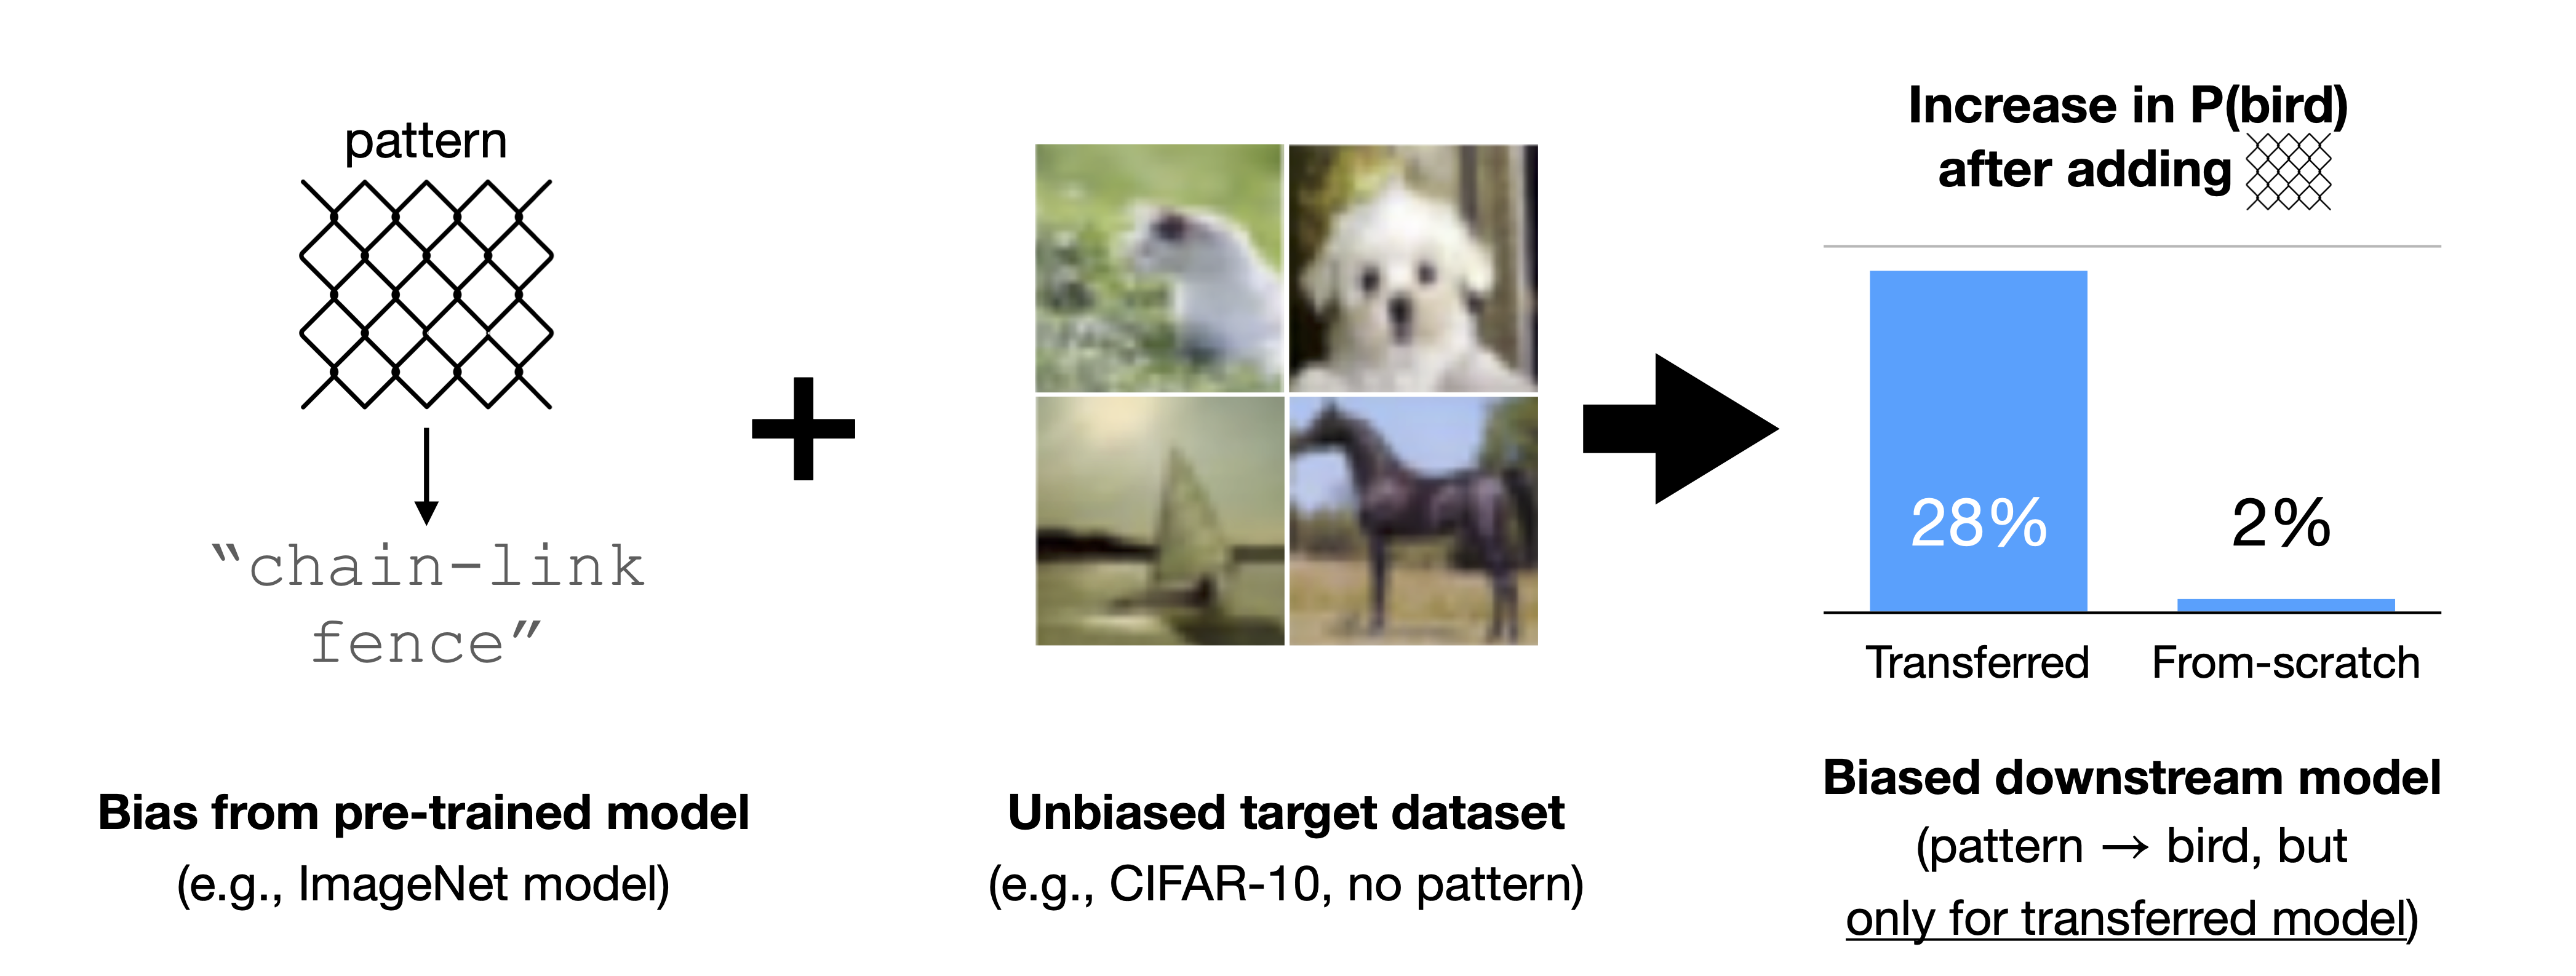 pattern
“chain-link
fence”
Bias from pre-trained model
(e.g., ImageNet model)
Unbiased target dataset
(e.g., CIFAR-10, no pattern)
Increase in P(bird)
after adding
28%
2%
Transferred
From-scratch
Biased downstream model
(pattern → bird, but
only for transferred model)